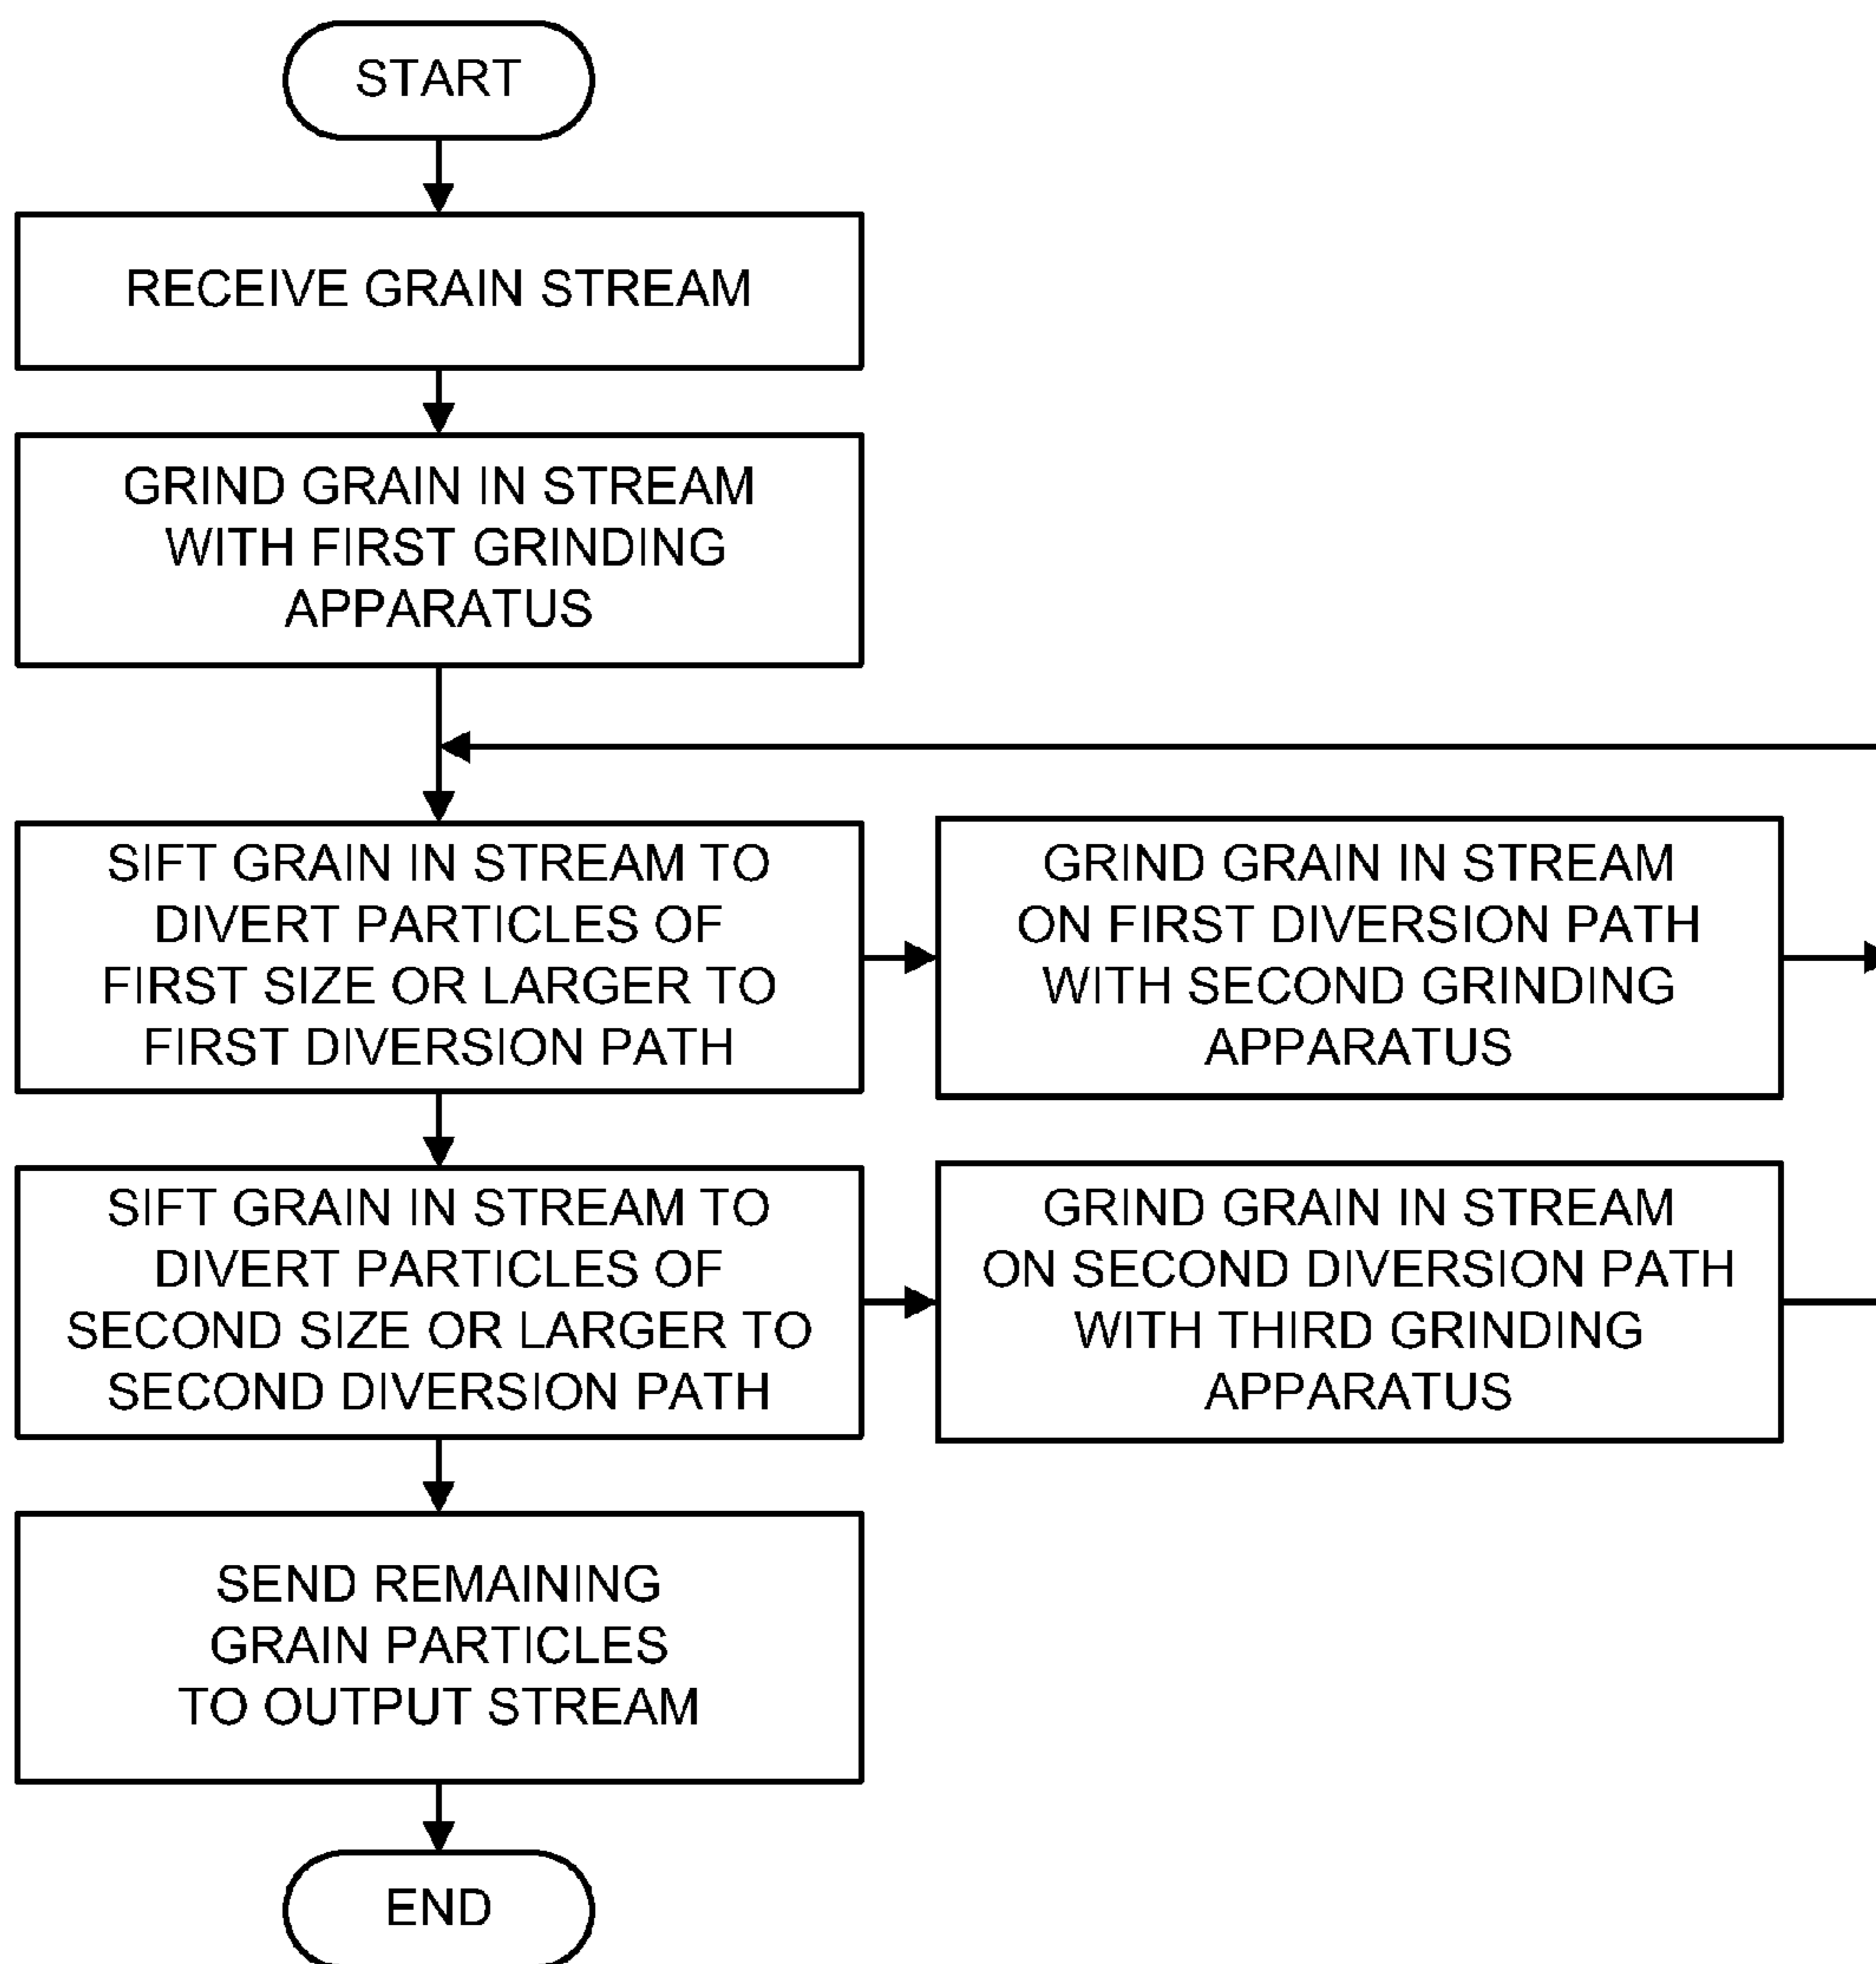 START
RECEIVE GRAIN STREAM
GRIND GRAIN IN STREAM
WITH FIRST GRINDING
APPARATUS
SIFT GRAIN IN STREAM TO
DIVERT PARTICLES OF
FIRST SIZE OR LARGER TO
FIRST DIVERSION PATH
GRIND GRAIN IN STREAM
ON FIRST DIVERSION PATH
WITH SECOND GRINDING
APPARATUS
SIFT GRAIN IN STREAM TO
DIVERT PARTICLES OF
SECOND SIZE OR LARGER TO
SECOND DIVERSION PATH
GRIND GRAIN IN STREAM
ON SECOND DIVERSION PATH
WITH THIRD GRINDING
APPARATUS
SEND REMAINING
GRAIN PARTICLES
TO OUTPUT STREAM
END